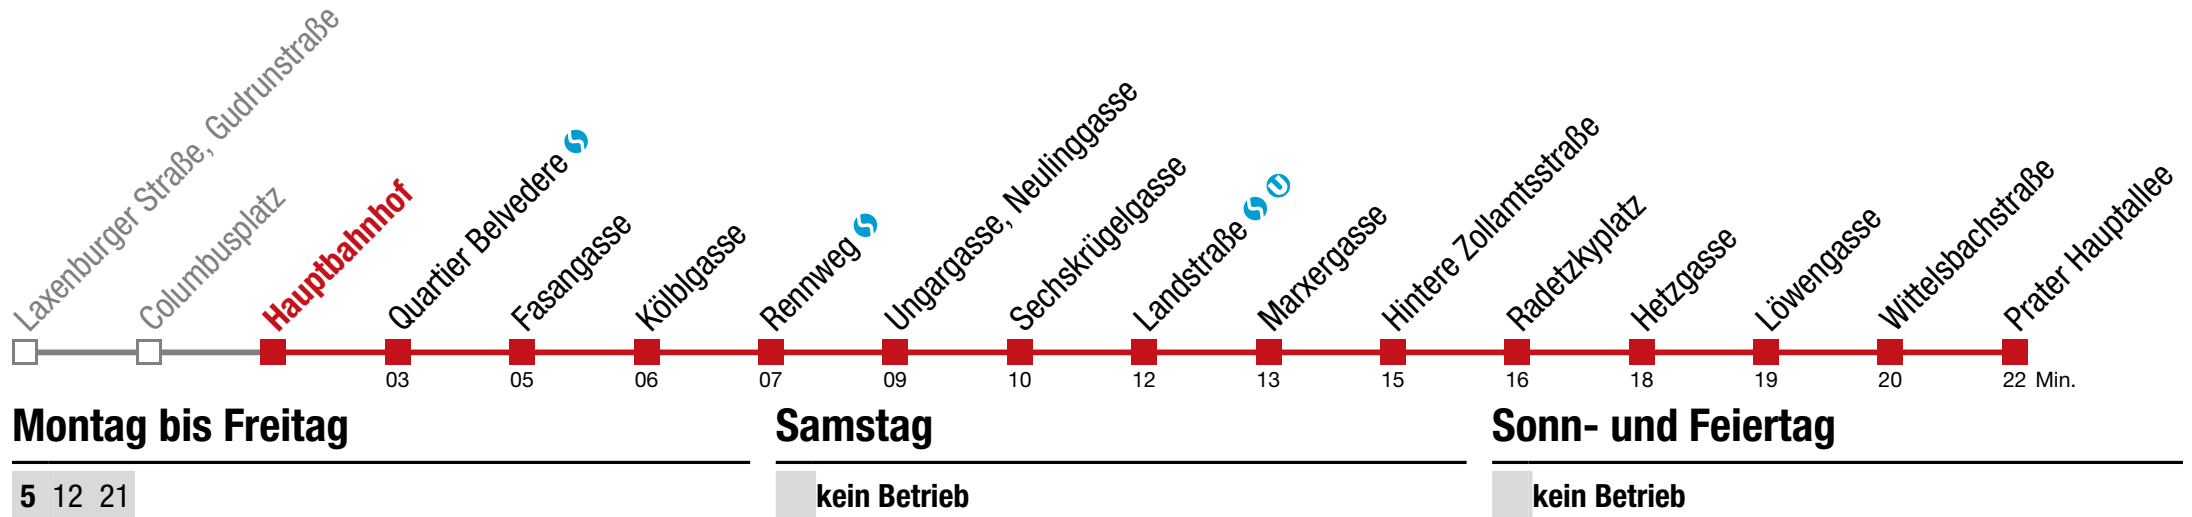 Laxenburger Straße, Gudrunstraße
Columbusplatz
Hauptbahnhof
Quartier Belvedere S
Fasangasse
Kölblgasse
Rennweg S
Ungargasse, Neulinggasse
Sechskrügelgasse
Landstraße S U
Marxergasse
Hintere Zollamtsstraße
Radetzkyplatz
Hetzgasse
Löwengasse
Wittelsbachstraße
Prater Hauptallee
03 05 06 07 09 10 12 13 15 16 18 19 20 22 Min.
Montag bis Freitag
5 12 21
Samstag
kein Betrieb
Sonn- und Feiertag
kein Betrieb